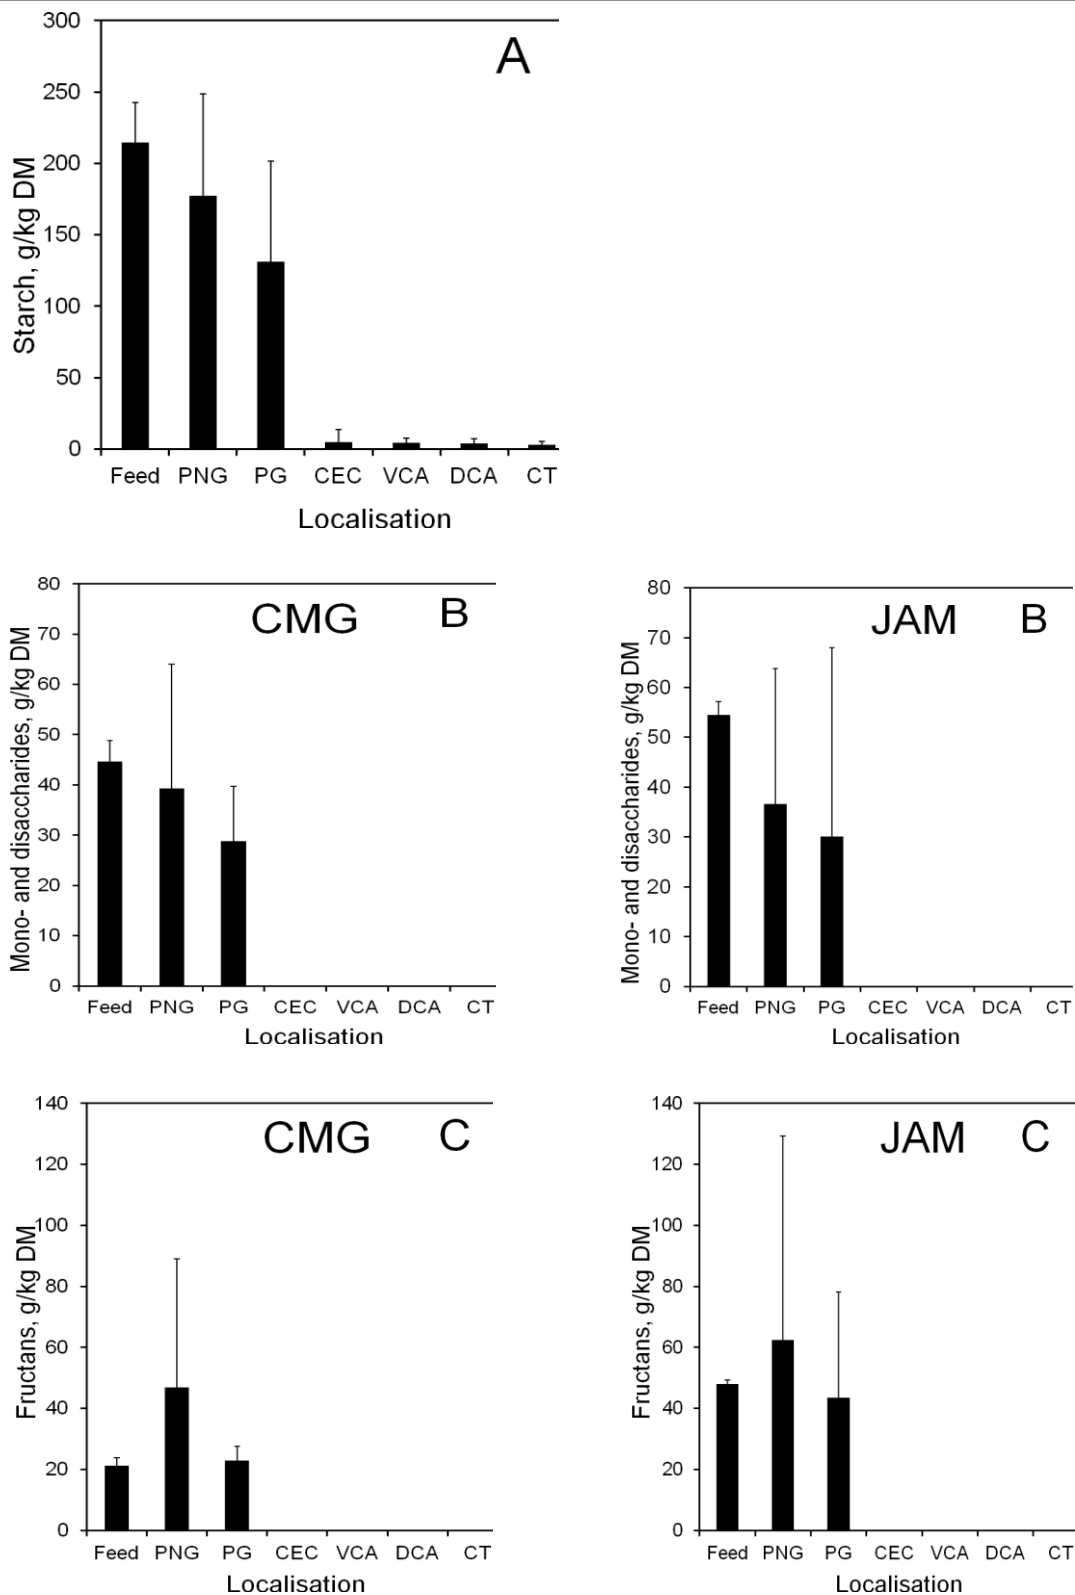 A
Starch, g/kg DM
300
250
200
150
100
50
0
Feed PNG PG CEC VCA DCA CT
Localisation
CMG B
Mono- and disaccharides, g/kg DM
80
70
60
50
40
30
20
10
0
Feed PNG PG CEC VCA DCA CT
Localisation
JAM B
Mono- and disaccharides, g/kg DM
80
70
60
50
40
30
20
10
0
Feed PNG PG CEC VCA DCA CT
Localisation
CMG C
Fructans, g/kg DM
140
120
100
80
60
40
20
0
Feed PNG PG CEC VCA DCA CT
Localisation
JAM C
Fructans, g/kg DM
140
120
100
80
60
40
20
0
Feed PNG PG CEC VCA DCA CT
Localisation